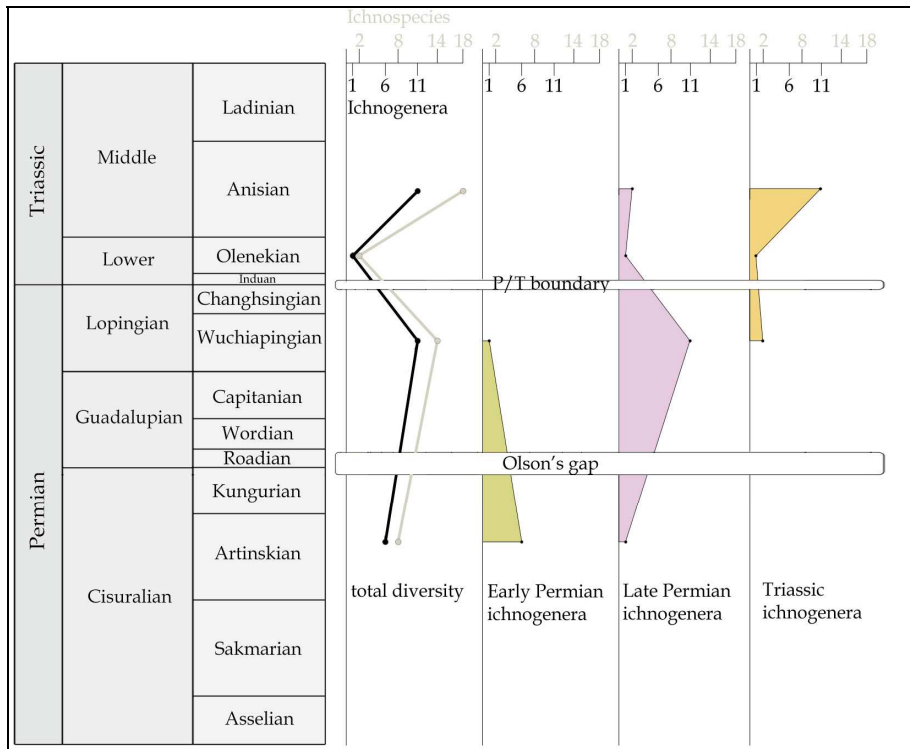 Ichnospecies
2 8 14 18 2 8 14 18 2 8 14 18 2 8 14 18
1 6 11 1 6 11 1 6 11 1 6 11
Ichnogenera
Triassic
Middle
Ladinian
Anisian
Lower
Olenekian
Induan
P/T boundary
Permian
Lopingian
Changhsingian
Wuchiapingian
Guadalupian
Capitanian
Wordian
Roadian
Olson's gap
Cisuralian
Kungurian
Artinskian
Sakmarian
Asselian
total diversity
Early Permian
ichnogenera
Late Permian
ichnogenera
Triassic
ichnogenera